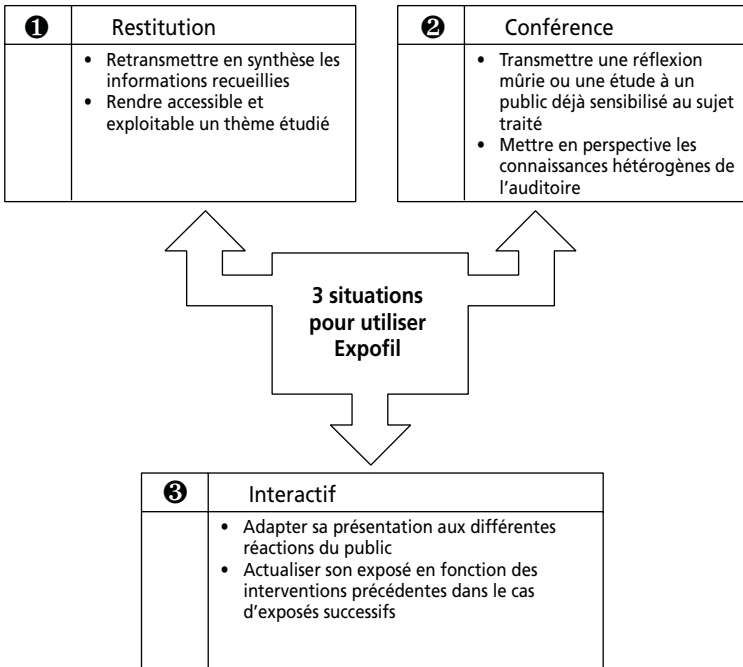 ❶ Restitution
• Retransmettre en synthèse les
informations recueillies
• Rendre accessible et
exploitable un thème étudié
❷ Conférence
• Transmettre une réflexion
mûrie ou une étude à un
public déjà sensibilisé au sujet
traité
• Mettre en perspective les
connaissances hétérogènes de
l’auditoire
3 situations
pour utiliser
Expofil
❸ Interactif
• Adapter sa présentation aux différentes
réactions du public
• Actualiser son exposé en fonction des
interventions précédentes dans le cas
d’exposés successifs